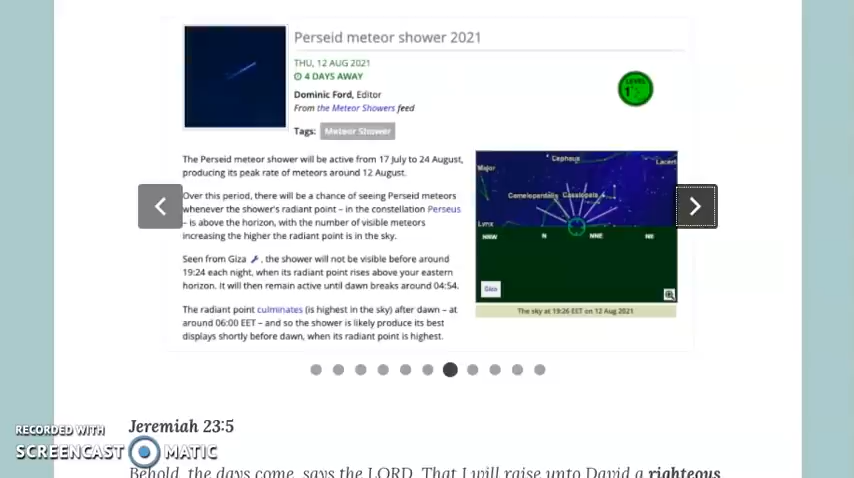 Perseid meteor shower 2021
THU, 12 AUG 2021
4 DAYS AWAY
Dominic Ford, Editor
From the Meteor Showers feed
Tags: Meteor Shower
LEVEL
1
The Perseid meteor shower will be active from 17 July to 24 August,
producing its peak rate of meteors around 12 August.
Over this period, there will be a chance of seeing Perseid meteors
whenever the shower's radiant point – in the constellation Perseus
– is above the horizon, with the number of visible meteors
increasing the higher the radiant point is in the sky.
Seen from Giza , the shower will not be visible before around
19:24 each night, when its radiant point rises above your eastern
horizon. It will then remain active until dawn breaks around 04:54.
The radiant point culminates (is highest in the sky) after dawn – at
around 06:00 EET – and so the shower is likely produce its best
displays shortly before dawn, when its radiant point is highest.
Cepheus
Major
Lacert
Camelopardalis
Cassiopeia
Lynx
NNW
N
NNE
NE
Giza
The sky at 19:26 EET on 12 Aug 2021
Jeremiah 23:5
RECORDED WITH
SCREENCAST MATIC
Behold, the days come, says the LORD, That I will raise unto David a righteous